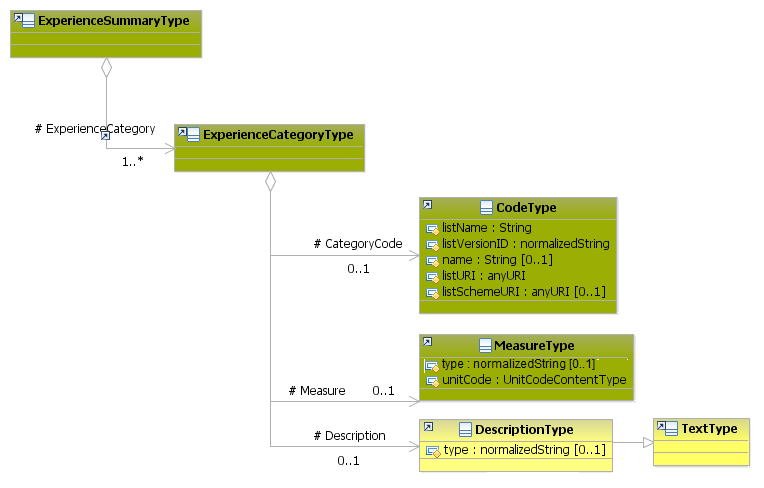 ExperienceSummaryType
# ExperienceCategory
1..*
ExperienceCategoryType
# CategoryCode
0..1
CodeType
listName : String
listVersionID : normalizedString
name : String [0..1]
listURI : anyURI
listSchemeURI : anyURI [0..1]
MeasureType
type : normalizedString [0..1]
unitCode : UnitCodeContentType
# Measure
0..1
# Description
0..1
DescriptionType
type : normalizedString [0..1]
TextType